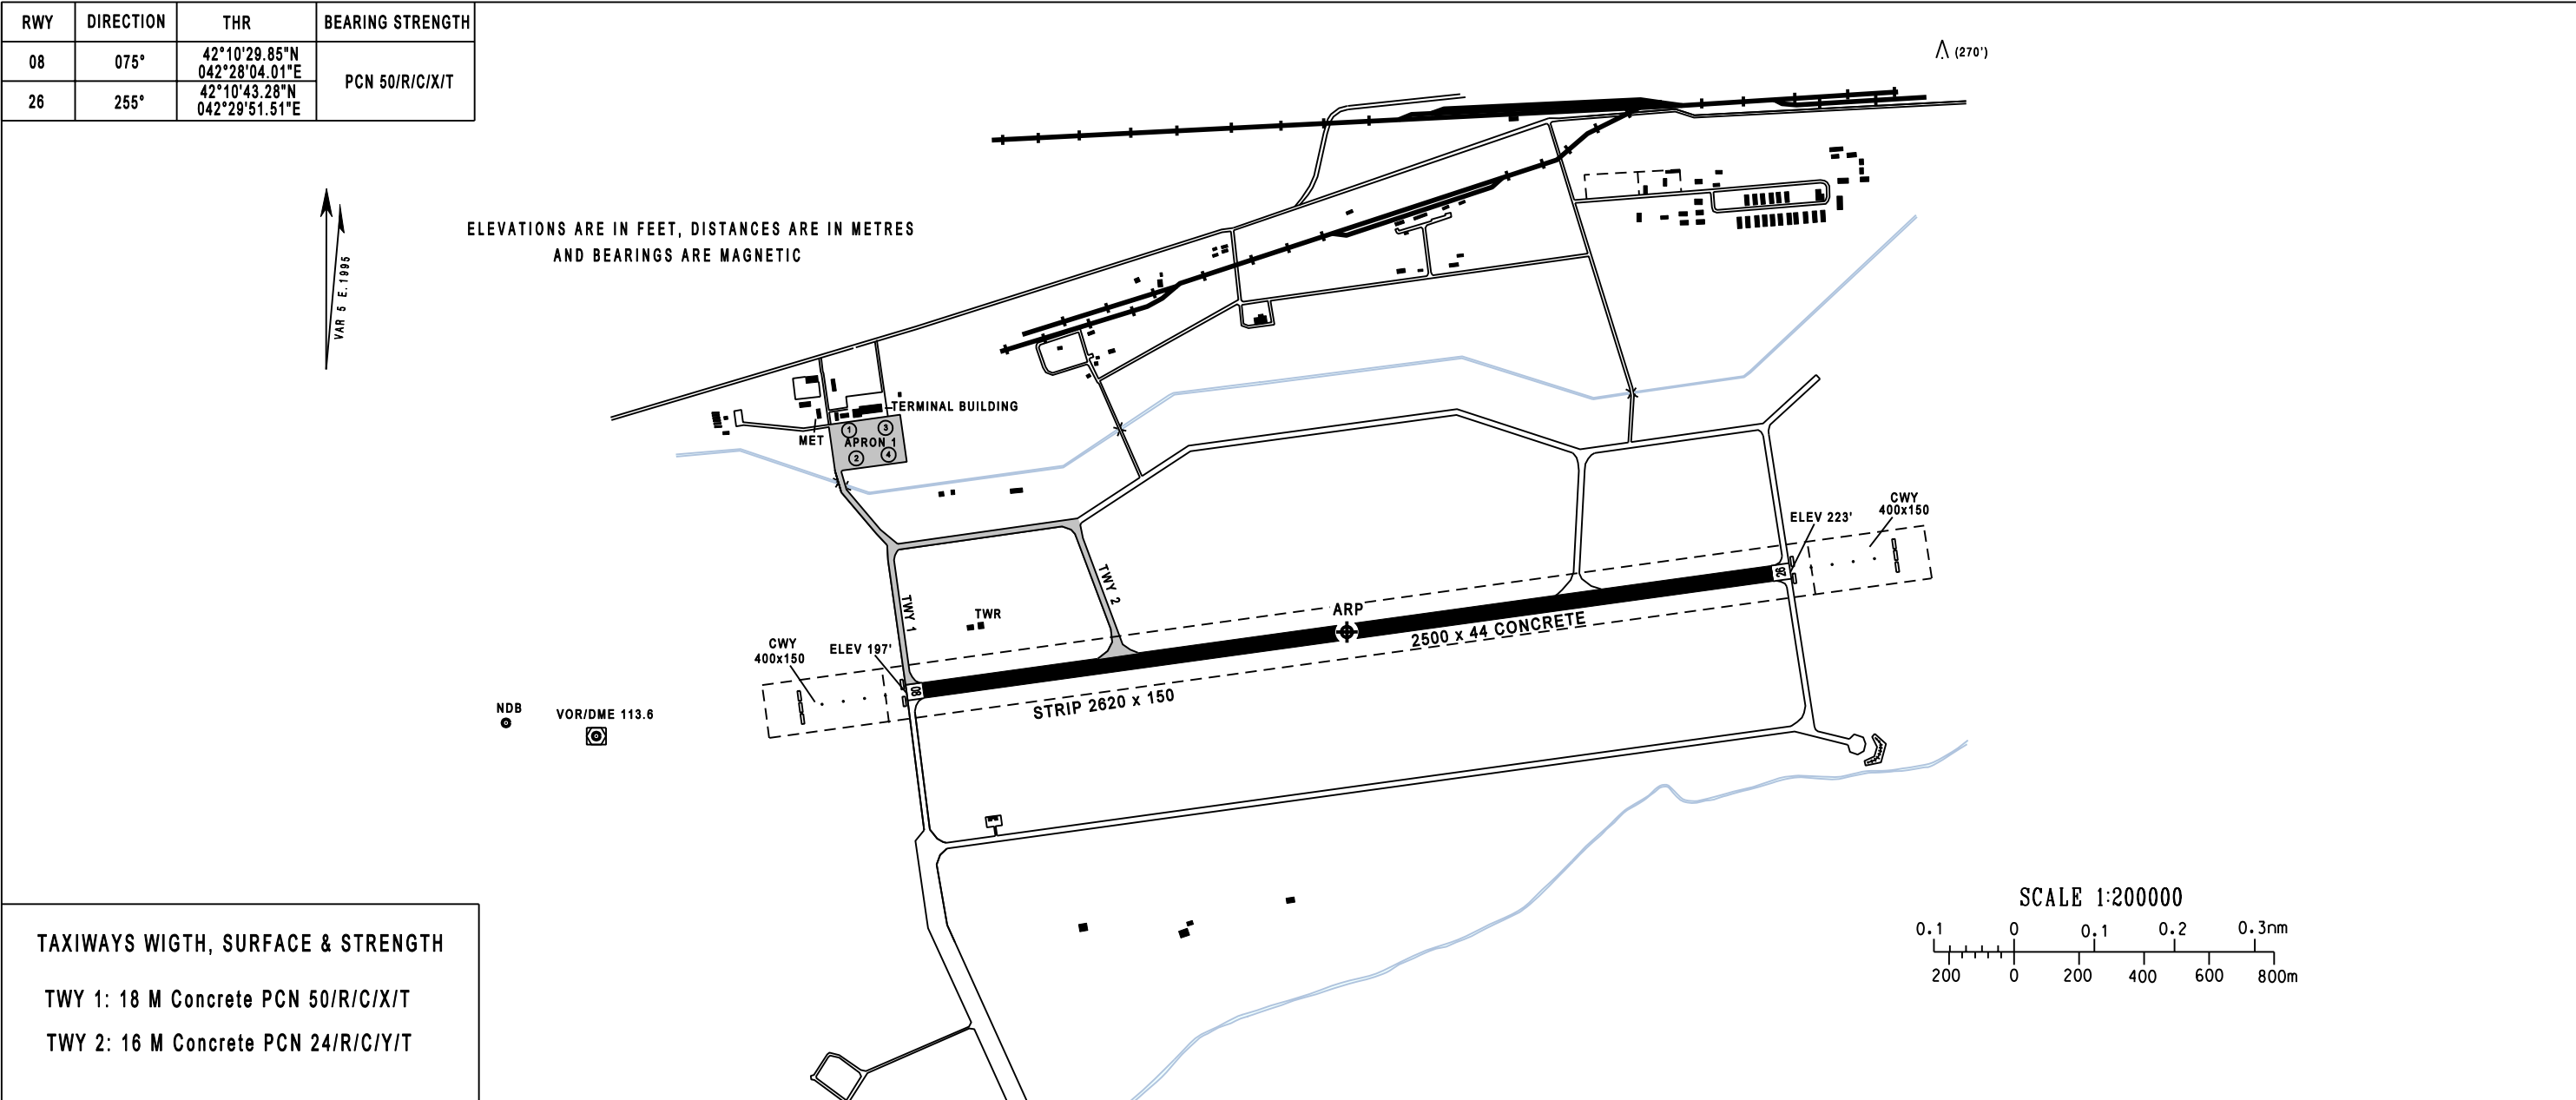 RWY DIRECTION THR BEARING STRENGTH
08 075° 42°10'29.85"N
042°28'04.01"E
PCN 50/R/C/X/T
26 255° 42°10'43.28"N
042°29'51.51"E
(270')
VAR 5 E.1995
ELEVATIONS ARE IN FEET, DISTANCES ARE IN METRES
AND BEARINGS ARE MAGNETIC
TERMINAL BUILDING
MET
APRON 1
1
3
2
4
CWY
400x150
ELEV 223'
26
TWY 1
TWY 2
TWR
ARP
2500 x 44 CONCRETE
CWY
400x150
ELEV 197'
08
STRIP 2620 x 150
NDB
VOR/DME 113.6
SCALE 1:200000
0.1 0 0.1 0.2 0.3nm
200 0 200 400 600 800m
TAXIWAYS WIGTH, SURFACE & STRENGTH
TWY 1: 18 M Concrete PCN 50/R/C/X/T
TWY 2: 16 M Concrete PCN 24/R/C/Y/T